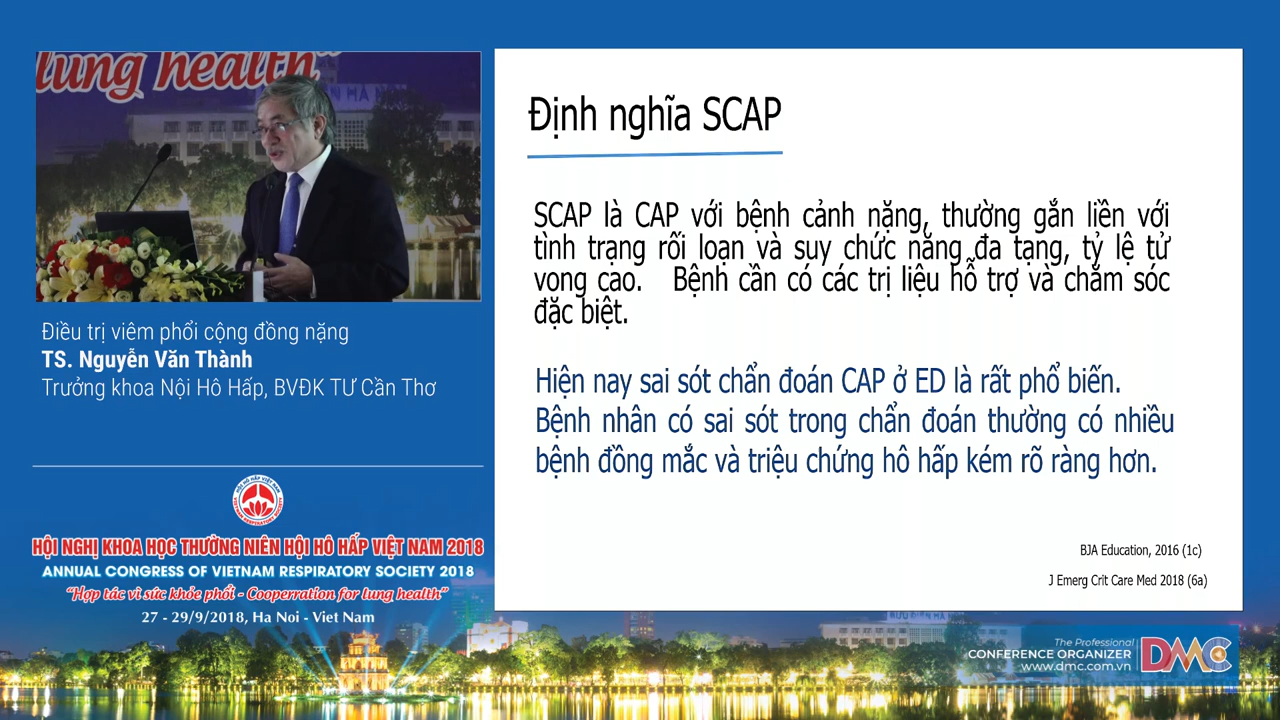 lung health"
Điều trị viêm phổi cộng đồng nặng
TS. Nguyễn Văn Thành
Trưởng khoa Nội Hô Hấp, BVĐK TƯ Cần Thơ
HỘI HÔ HẤP VIỆT NAM
VIETNAM RESPIRATORY SOCIETY
HỘI NGHỊ KHOA HỌC THƯỜNG NIÊN HỘI HÔ HẤP VIỆT NAM 2018
ANNUAL CONGRESS OF VIETNAM RESPIRATORY SOCIETY 2018
“Hợp tác vì sức khỏe phổi - Cooperration for lung health”
27 - 29/9/2018, Ha Noi - Viet Nam
Định nghĩa SCAP
SCAP là CAP với bệnh cảnh nặng, thường gắn liền với
tình trạng rối loạn và suy chức năng đa tạng, tỷ lệ tử
vong cao. Bệnh cần có các trị liệu hỗ trợ và chăm sóc
đặc biệt.
Hiện nay sai sót chẩn đoán CAP ở ED là rất phổ biến.
Bệnh nhân có sai sót trong chẩn đoán thường có nhiều
bệnh đồng mắc và triệu chứng hô hấp kém rõ ràng hơn.
BJA Education, 2016 (1c)
J Emerg Crit Care Med 2018 (6a)
The Professional
CONFERENCE ORGANIZER
www.dmc.com.vn
DMC